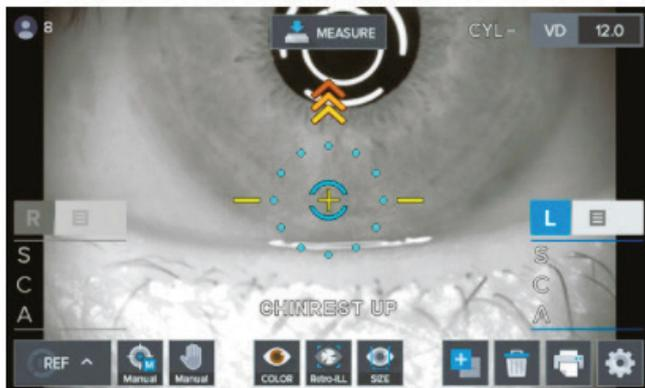 8
MEASURE
CYL-
VD 12.0
R
L
S
C
A
S
C
A
CHINREST UP
REF
Manual
M
Manual
COLOR
Retro-ILL
SIZE